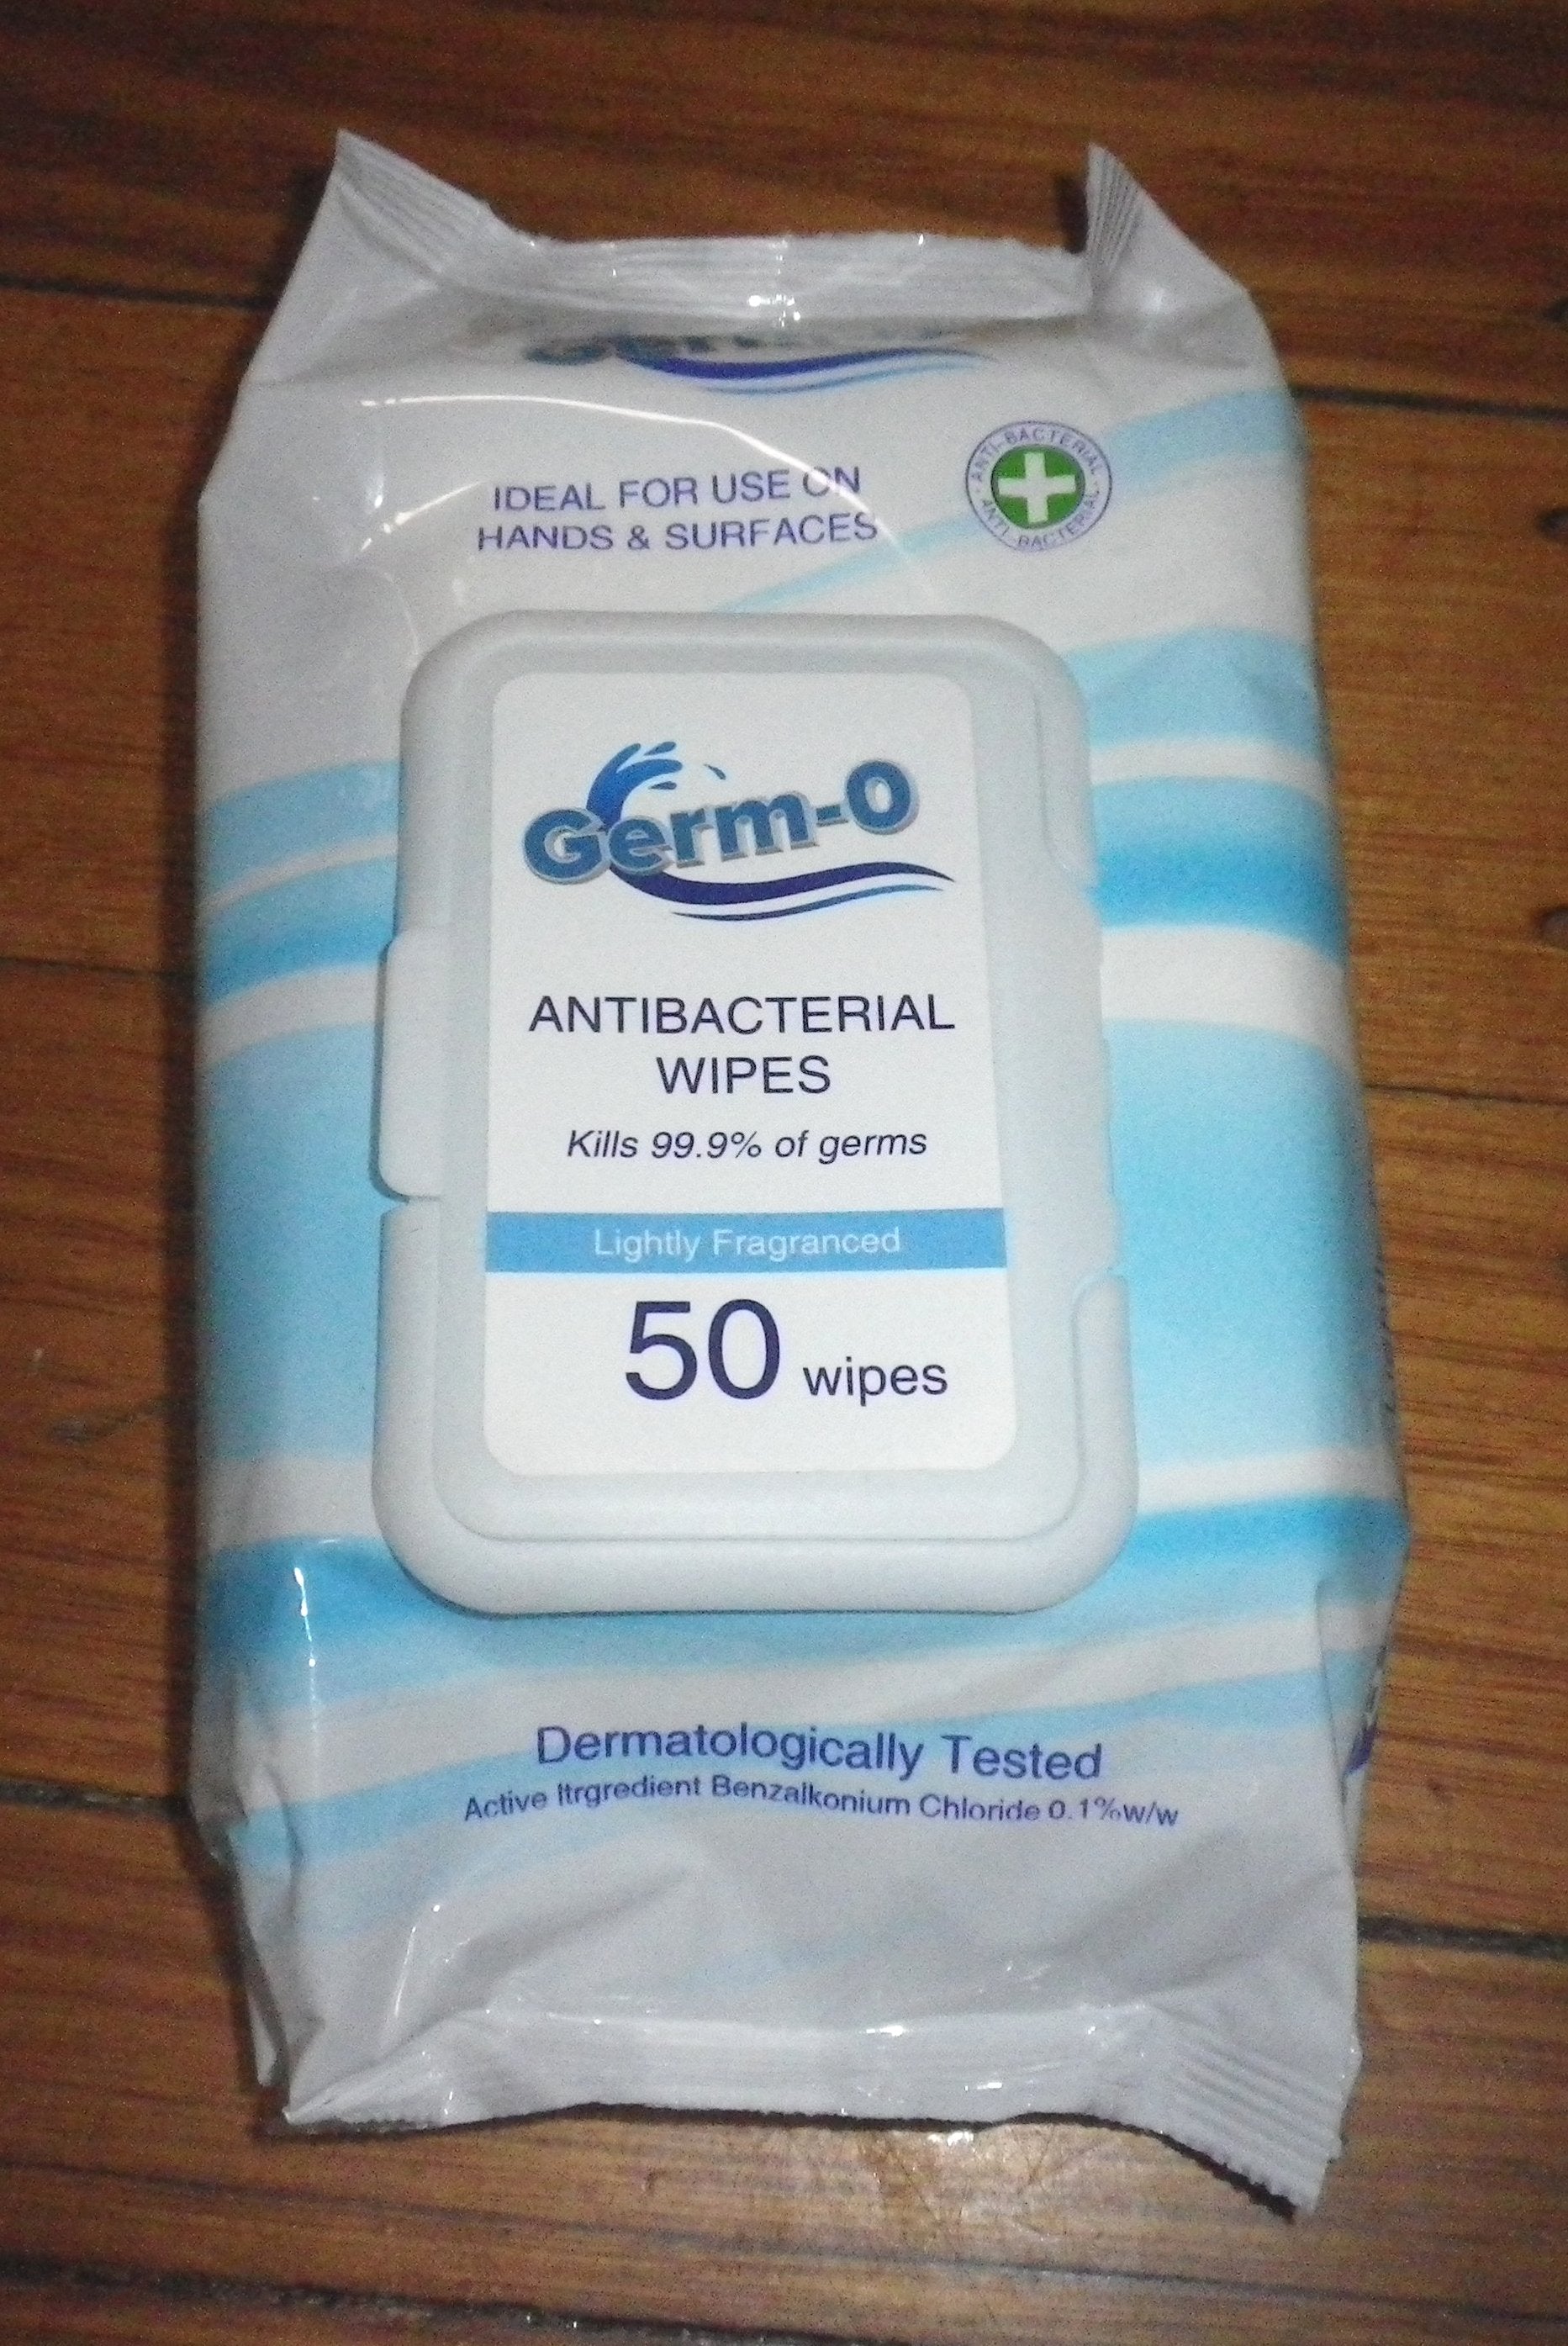 IDEAL FOR USE ON
HANDS & SURFACES
ANTI-BACTERIAL · ANTI-BACTERIAL ·
Germ-O
ANTIBACTERIAL
WIPES
Kills 99.9% of germs
Lightly Fragranced
50 wipes
Dermatologically Tested
Active Itrgredient Benzalkonium Chloride 0.1%w/w